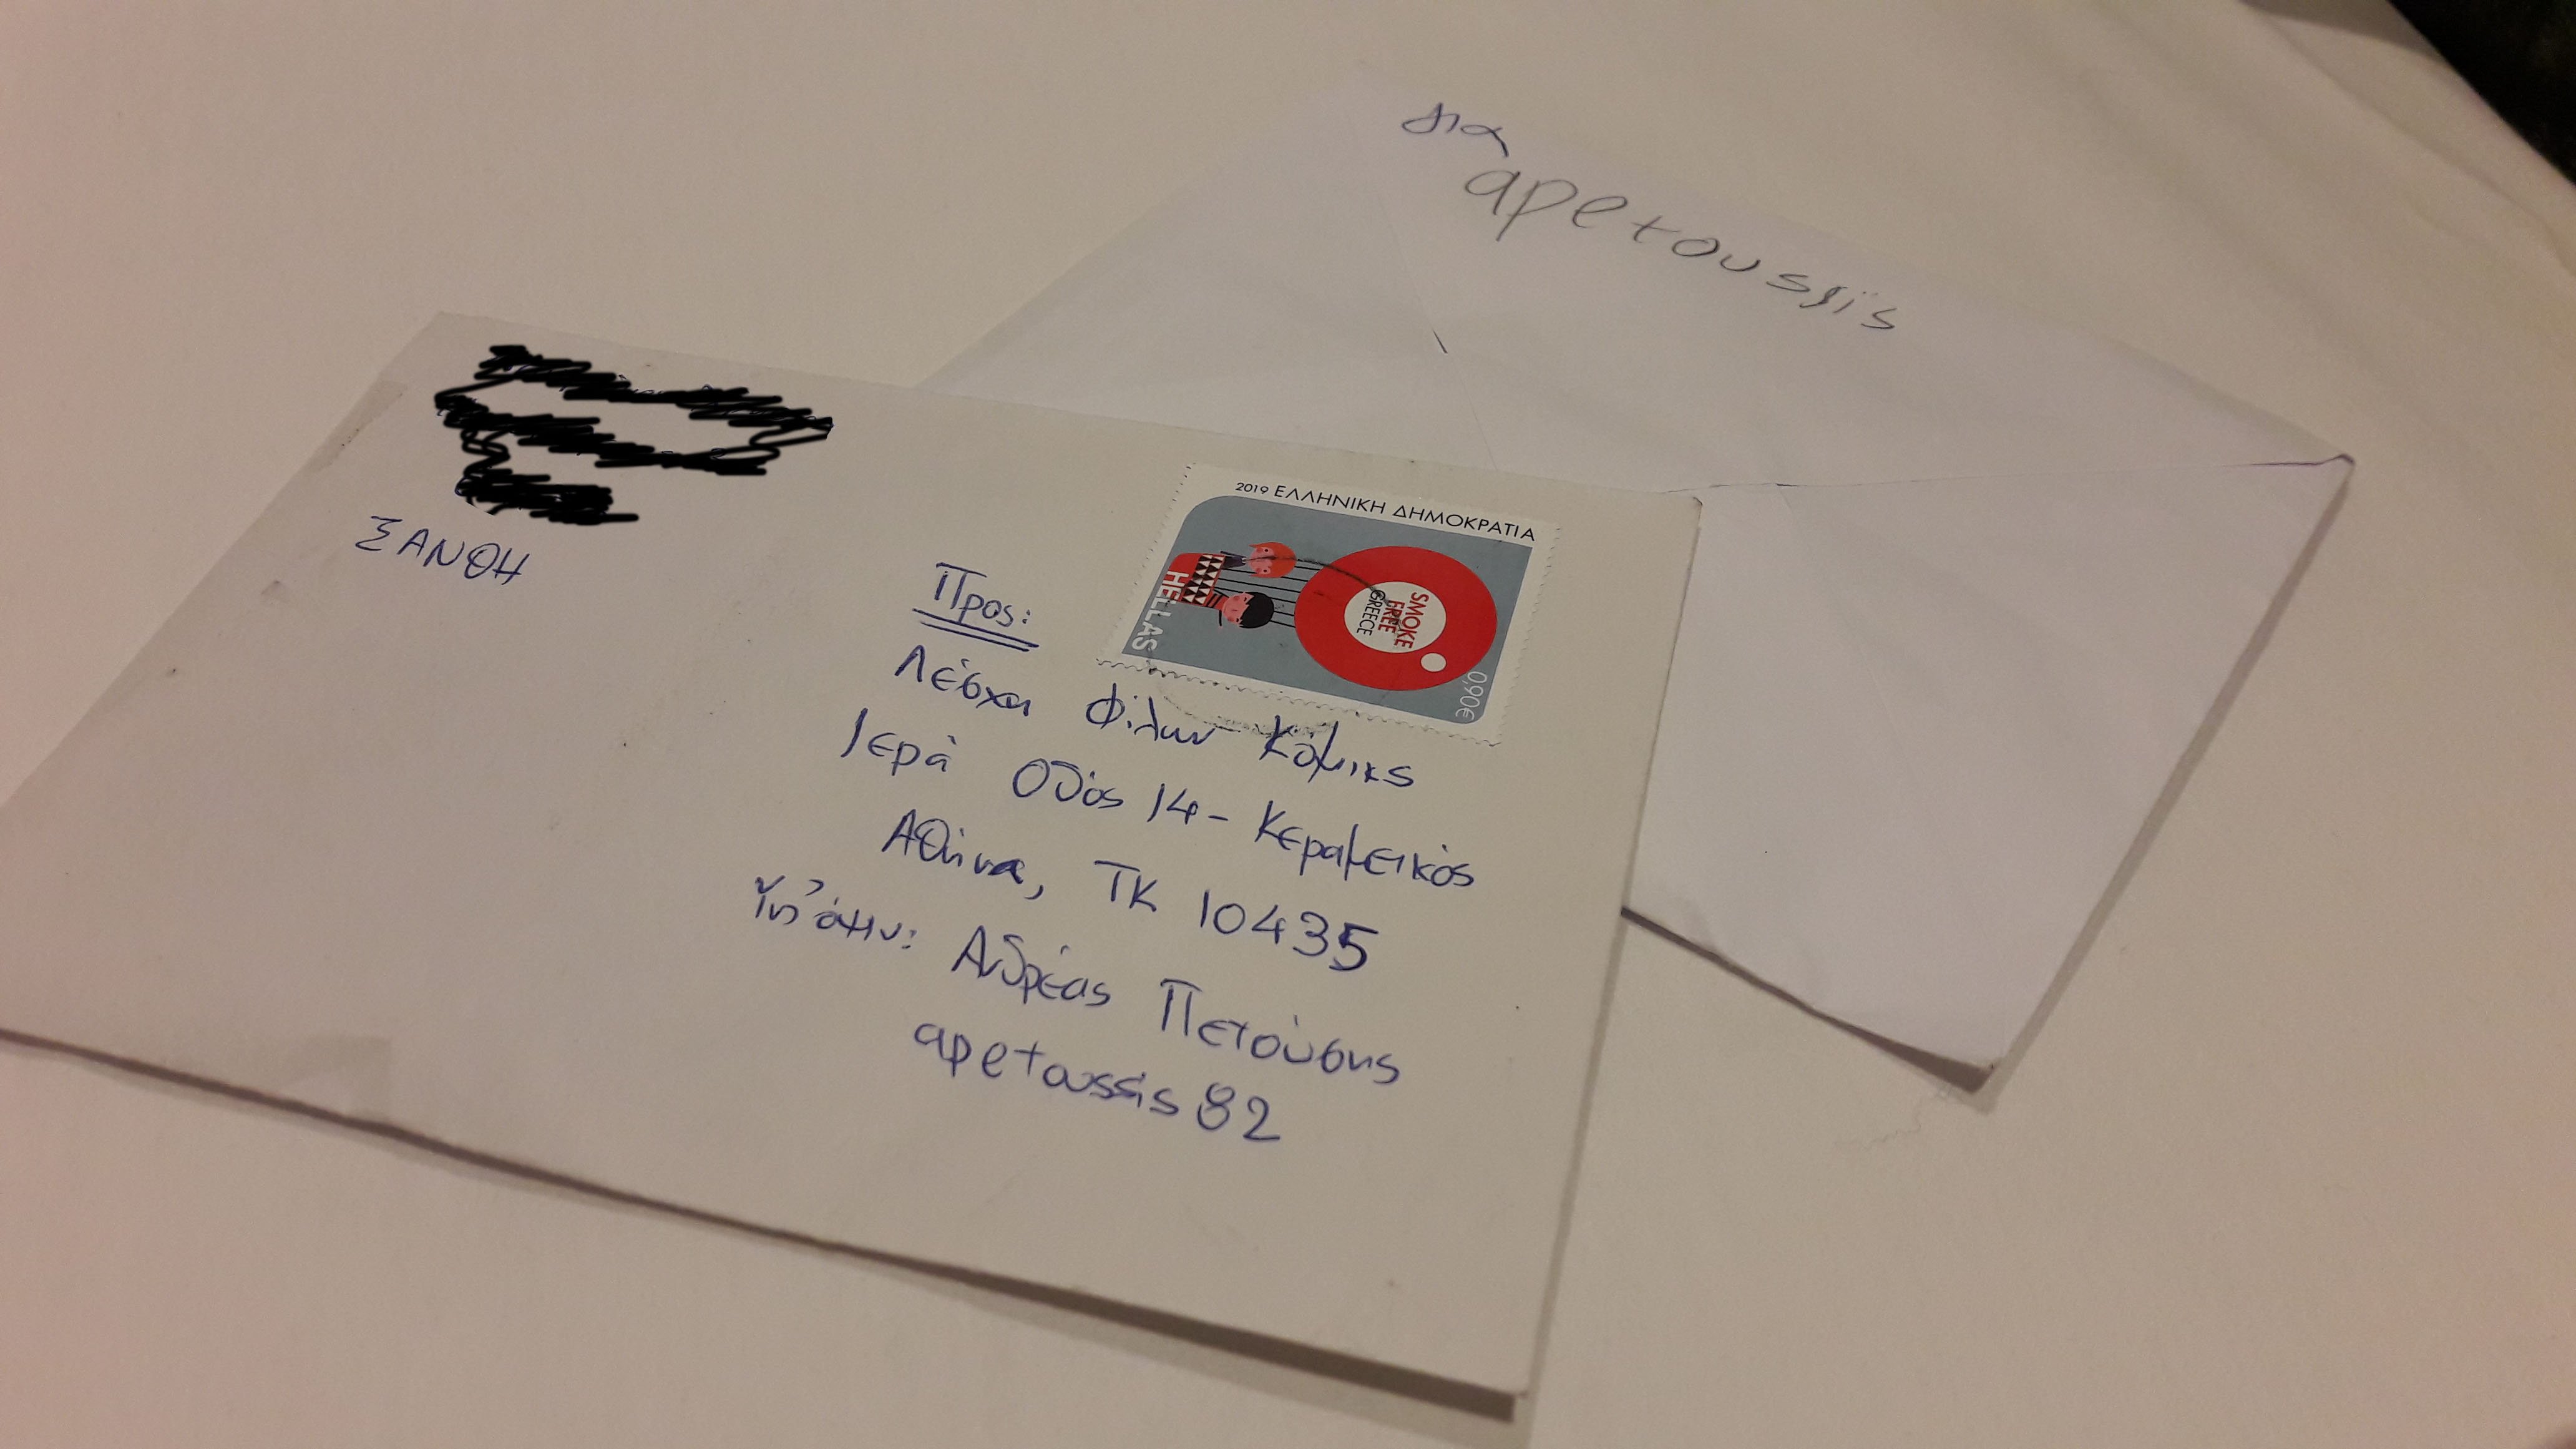 για
apetoussis
ΞΑΝΘΗ
2019 ΕΛΛΗΝΙΚΗ ΔΗΜΟΚΡΑΤΙΑ
SMOKE
FREE
GREECE
HELLAS
0,90€
Προς:
Λέσχη Φίλων Κόμικς
Ιερά Οδός 14 - Κεραμεικός
Αθήνα, ΤΚ 10435
Υπ' όψιν: Ανδρέας Πετούσης
apetoussis82